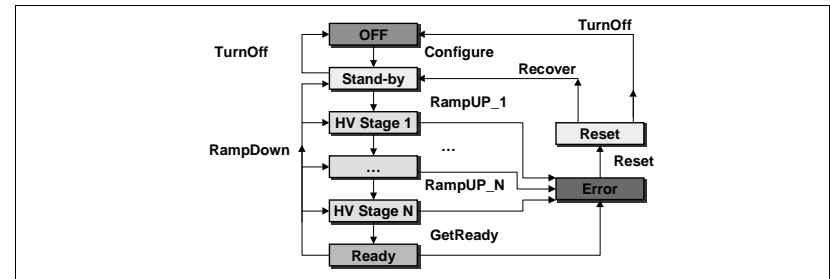 OFF
TurnOff
TurnOff
Configure
Recover
Stand-by
RampUP_1
HV Stage 1
Reset
RampDown
...
Reset
...
RampUP_N
Error
HV Stage N
GetReady
Ready